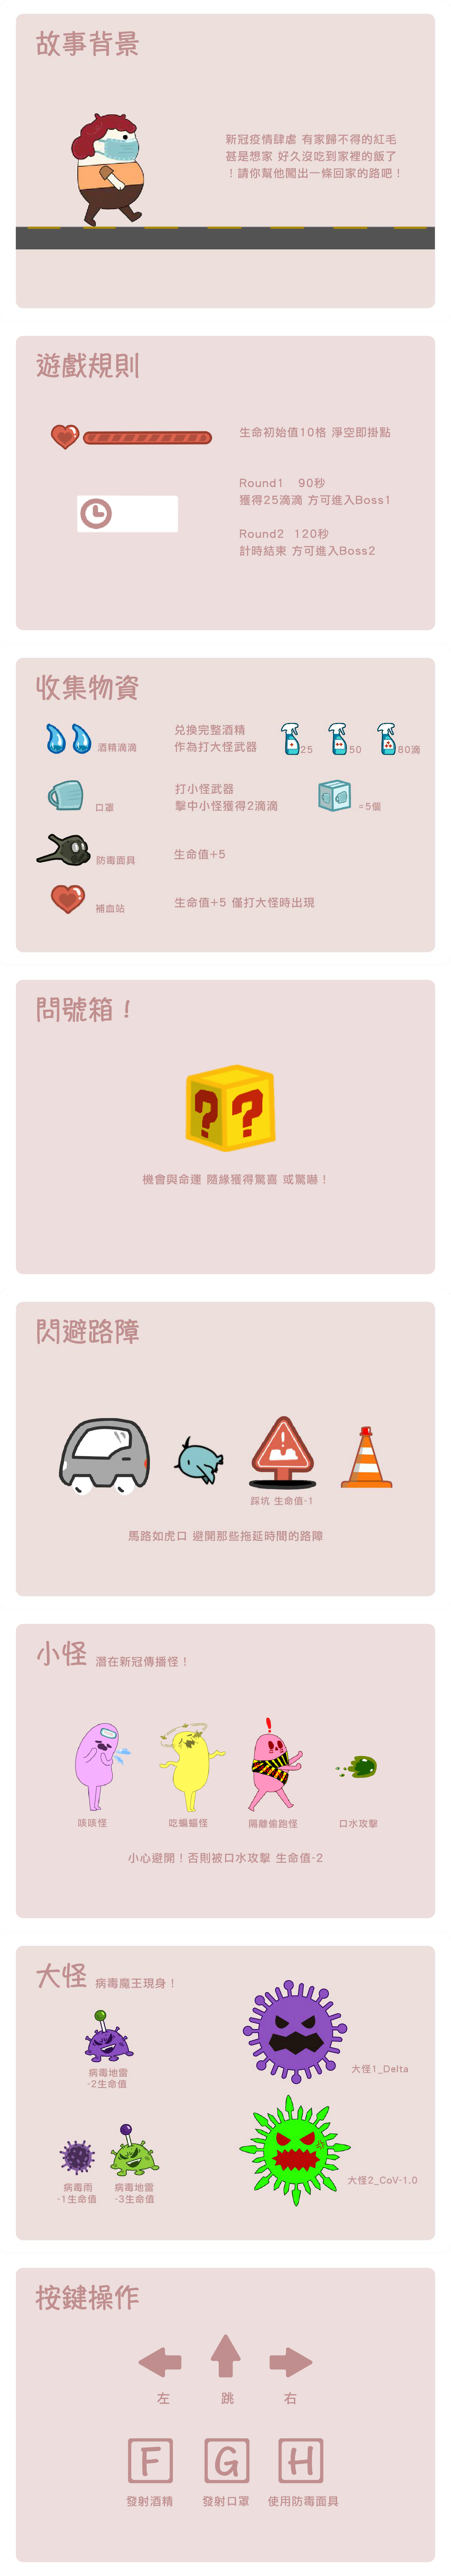 故事背景
新冠疫情肆虐 有家歸不得的紅毛
甚是想家 好久沒吃到家裡的飯了
！請你幫他闖出一條回家的路吧！
遊戲規則
生命初始值10格 淨空即掛點
Round1 90秒
獲得25滴滴 方可進入Boss1
Round2 120秒
計時結束 方可進入Boss2
收集物資
酒精滴滴
兌換完整酒精
作為打大怪武器
25
50
80滴
口罩
打小怪武器
擊中小怪獲得2滴滴
=5個
防毒面具
生命值+5
補血站
生命值+5 僅打大怪時出現
問號箱！
? ?
機會與命運 隨緣獲得驚喜 或驚嚇！
閃避路障
!
踩坑 生命值-1
馬路如虎口 避開那些拖延時間的路障
小怪 潛在新冠傳播怪！
!
咳咳怪
吃蝙蝠怪
隔離偷跑怪
口水攻擊
小心避開！否則被口水攻擊 生命值-2
大怪 病毒魔王現身！
病毒地雷
-2生命值
大怪1_Delta
病毒雨
-1生命值
病毒地雷
-3生命值
大怪2_CoV-1.0
按鍵操作
左
跳
右
F
G
H
發射酒精
發射口罩
使用防毒面具